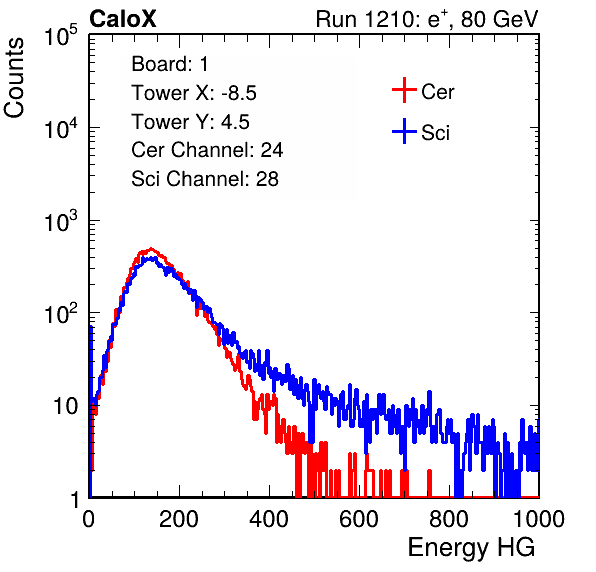 CaloX Run 1210: e⁺, 80 GeV
Counts
10⁵
10⁴
10³
10²
10
1
Board: 1
Tower X: -8.5
Tower Y: 4.5
Cer Channel: 24
Sci Channel: 28
Cer
Sci
0 200 400 600 800 1000
Energy HG